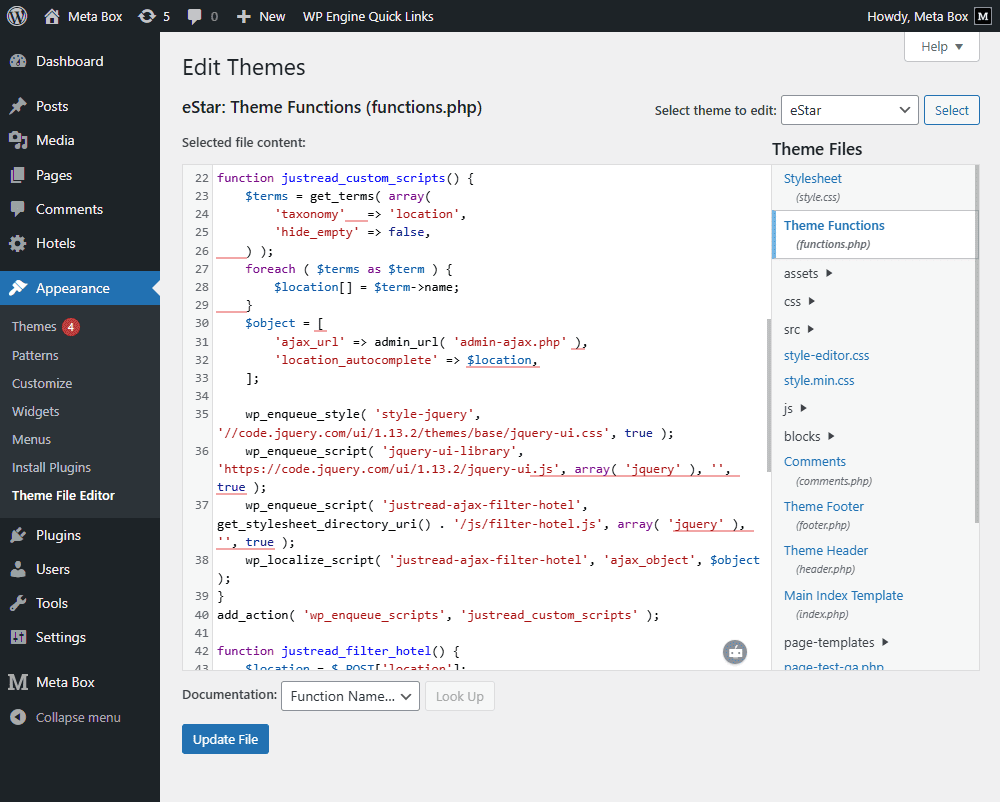 Meta Box 5 0 New WP Engine Quick Links Howdy, Meta Box M
Help
Dashboard
Posts
Media
Pages
Comments
Hotels
Appearance
Themes 4
Patterns
Customize
Widgets
Menus
Install Plugins
Theme File Editor
Plugins
Users
Tools
Settings
Meta Box
Collapse menu
Edit Themes
eStar: Theme Functions (functions.php)
Select theme to edit: eStar Select
Selected file content:
22 function justread_custom_scripts() {
23 $terms = get_terms( array(
24 'taxonomy' => 'location',
25 'hide_empty' => false,
26 ) );
27 foreach ( $terms as $term ) {
28 $location[] = $term->name;
29 }
30 $object = [
31 'ajax_url' => admin_url( 'admin-ajax.php' ),
32 'location_autocomplete' => $location,
33 ];
34
35 wp_enqueue_style( 'style-jquery',
'//code.jquery.com/ui/1.13.2/themes/base/jquery-ui.css', true );
36 wp_enqueue_script( 'jquery-ui-library',
'https://code.jquery.com/ui/1.13.2/jquery-ui.js', array( 'jquery' ), '',
true );
37 wp_enqueue_script( 'justread-ajax-filter-hotel',
get_stylesheet_directory_uri() . '/js/filter-hotel.js', array( 'jquery' ),
'', true );
38 wp_localize_script( 'justread-ajax-filter-hotel', 'ajax_object', $object
);
39 }
40 add_action( 'wp_enqueue_scripts', 'justread_custom_scripts' );
41
42 function justread_filter_hotel() {
43 $location = $_POST['location'];
Theme Files
Stylesheet
(style.css)
Theme Functions
(functions.php)
assets
css
src
style-editor.css
style.min.css
js
blocks
Comments
(comments.php)
Theme Footer
(footer.php)
Theme Header
(header.php)
Main Index Template
(index.php)
page-templates
page-test-qa.php
Documentation: Function Name... Look Up
Update File